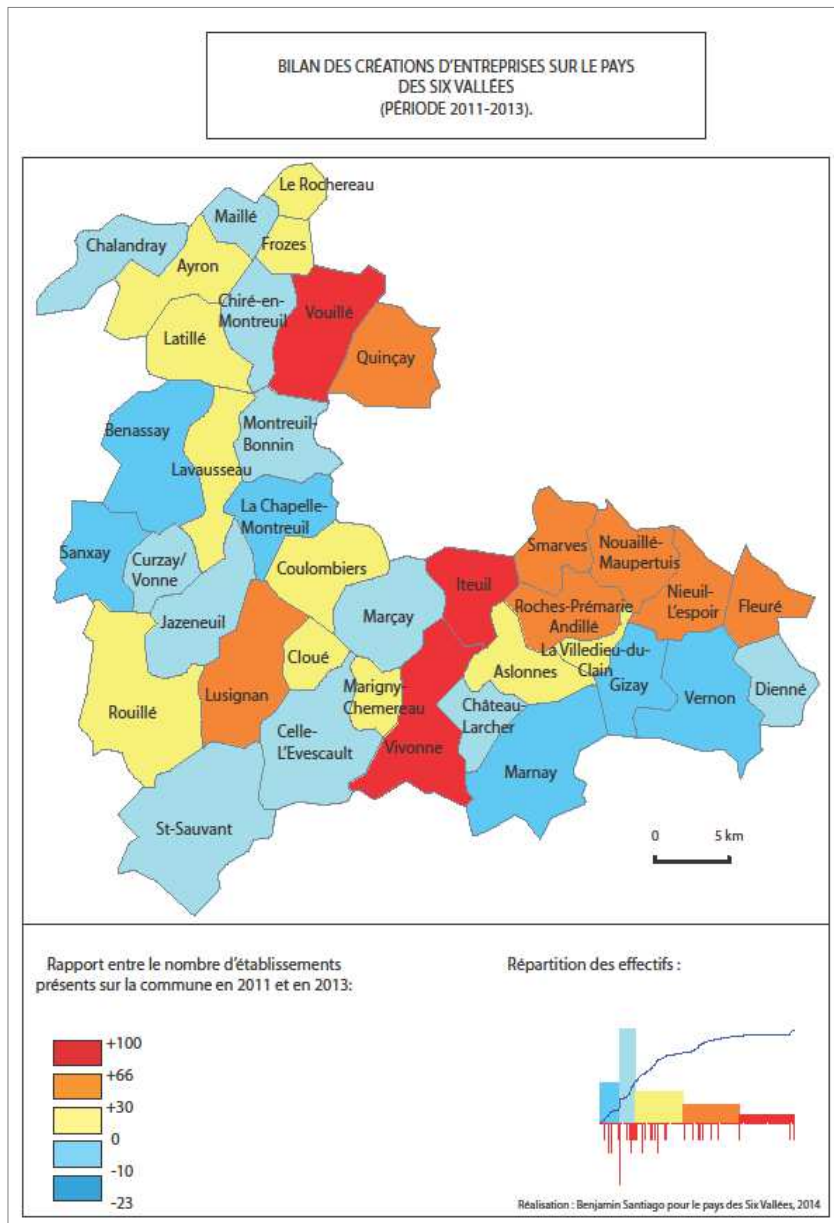 BILAN DES CRÉATIONS D'ENTREPRISES SUR LE PAYS
DES SIX VALLÉES
(PÉRIODE 2011-2013).
Le Rochereau
Maillé
Chalandray
Frozes
Ayron
Chiré-en-
Montreuil
Vouillé
Latillé
Quinçay
Benassay
Montreuil-
Bonnin
Lavausseau
La Chapelle-
Montreuil
Sanxay
Curzay/
Vonne
Smarves
Nouaillé-
Maupertuis
Coulombiers
Iteuil
Nieuil-
L'espoir
Fleuré
Jazeneuil
Marçay
Roches-Prémarie
Andillé
Cloué
La Villedieu-du-
Clain
Aslonnes
Lusignan
Marigny-
Chemereau
Gizay
Vernon
Dienné
Rouillé
Château-
Larcher
Celle-
L'Evescault
Vivonne
Marnay
St-Sauvant
0 5 km
Rapport entre le nombre d'établissements
présents sur la commune en 2011 et en 2013:
Répartition des effectifs :
+100
+66
+30
0
-10
-23
Réalisation : Benjamin Santiago pour le pays des Six Vallées, 2014